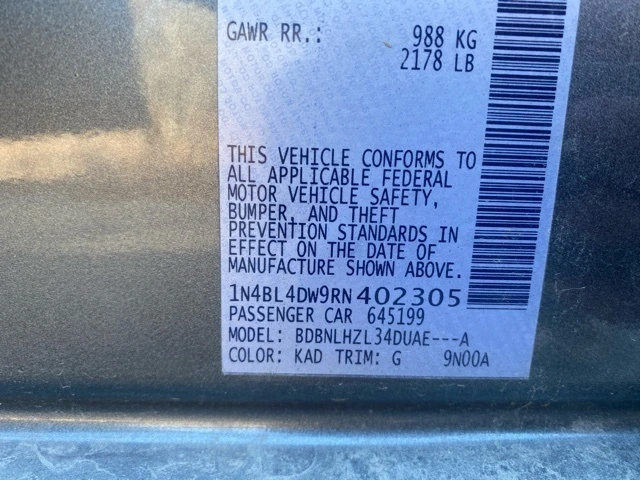 GAWR RR.: 988 KG
2178 LB
THIS VEHICLE CONFORMS TO
ALL APPLICABLE FEDERAL
MOTOR VEHICLE SAFETY,
BUMPER, AND THEFT
PREVENTION STANDARDS IN
EFFECT ON THE DATE OF
MANUFACTURE SHOWN ABOVE.
1N4BL4DW9RN402305
PASSENGER CAR 645199
MODEL: BDBNLHZL34DUAE---A
COLOR: KAD TRIM: G 9N00A